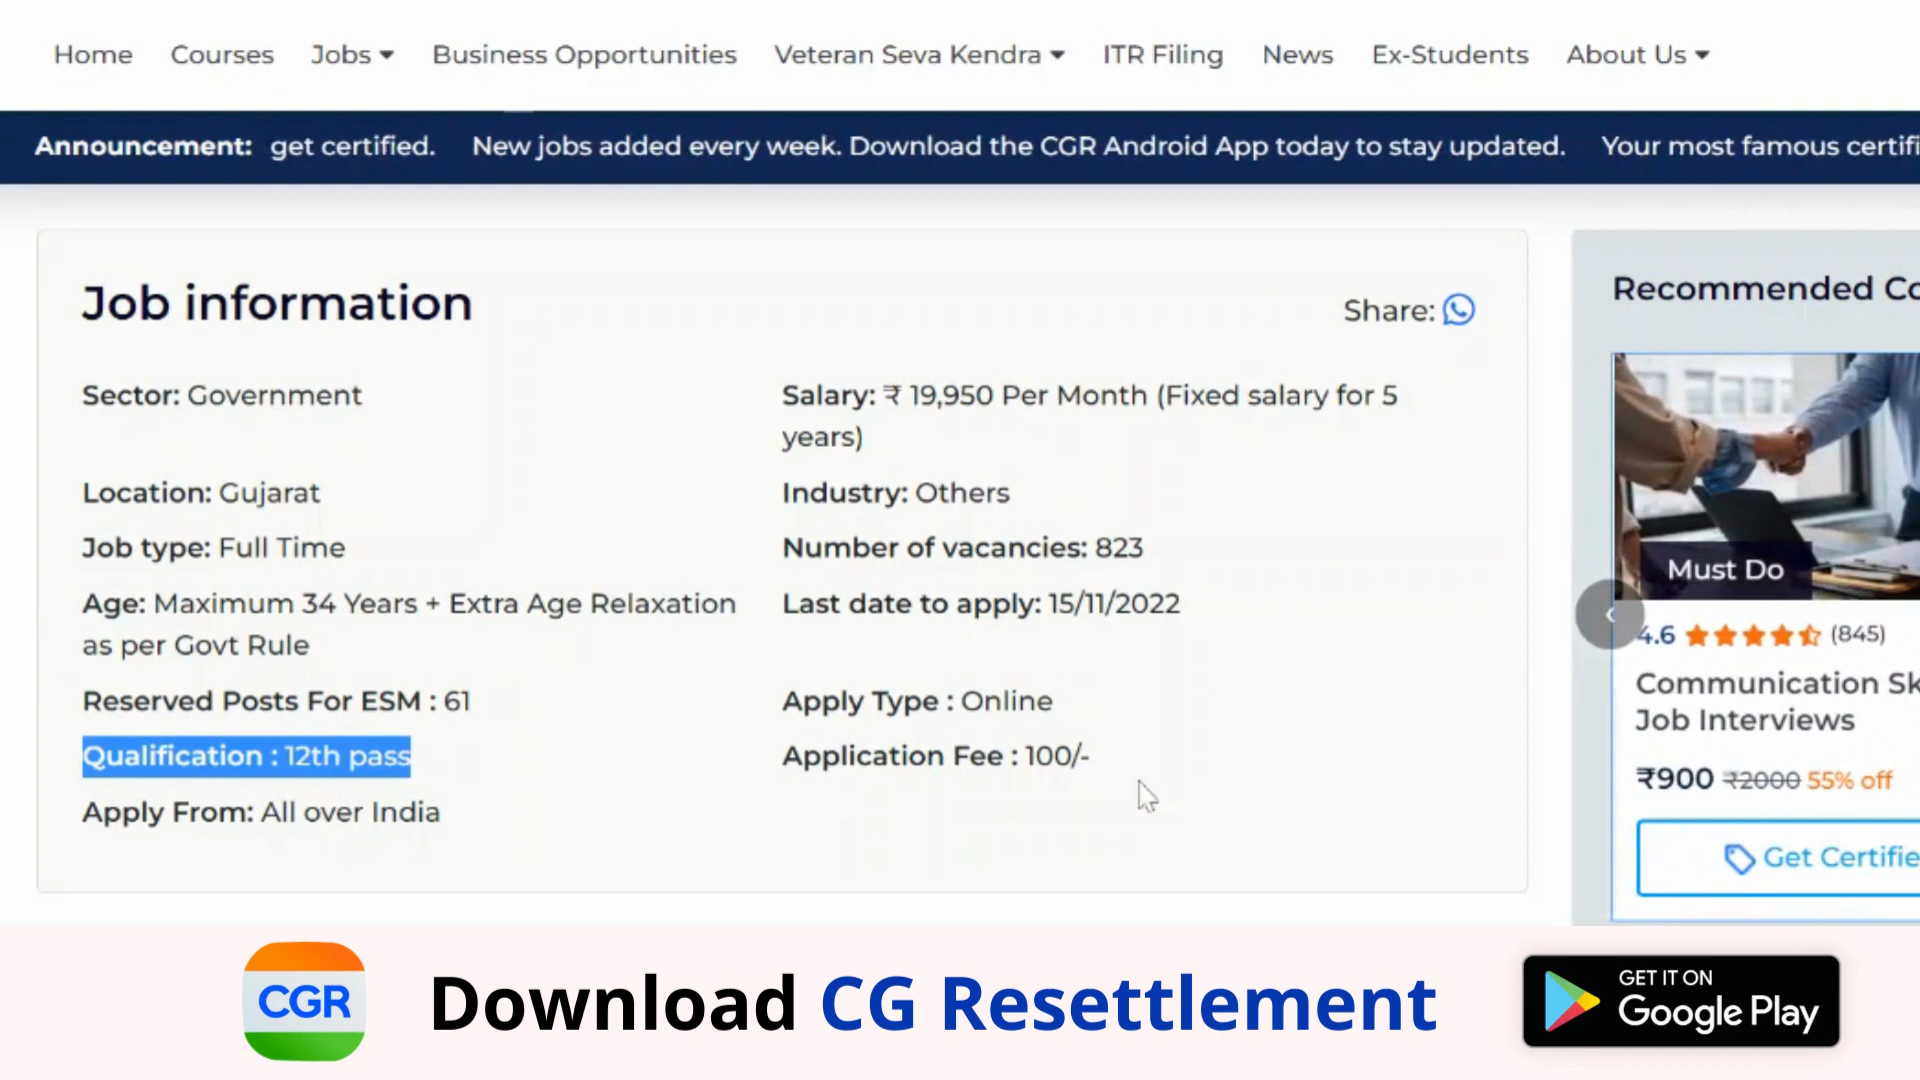 Home Courses Jobs Business Opportunities Veteran Seva Kendra ITR Filing News Ex-Students About Us
Announcement: get certified. New jobs added every week. Download the CGR Android App today to stay updated. Your most famous
Job information
Share:
Sector: Government
Salary: ₹ 19,950 Per Month (Fixed salary for 5
years)
Location: Gujarat
Industry: Others
Job type: Full Time
Number of vacancies: 823
Age: Maximum 34 Years + Extra Age Relaxation
as per Govt Rule
Last date to apply: 15/11/2022
Reserved Posts For ESM : 61
Apply Type : Online
Qualification : 12th pass
Application Fee : 100/-
Apply From: All over India
Recommended
Must Do
4.6 (845)
Communication
Job Interviews
₹900 ₹2000 55% off
Get
CGR
Download CG Resettlement
GET IT ON
Google Play